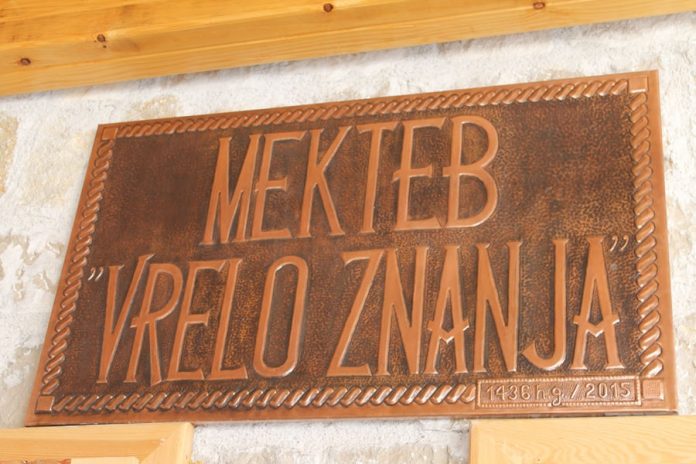 MEKTEB
"VRELO ZNANJA"
1436 h.g. / 2015